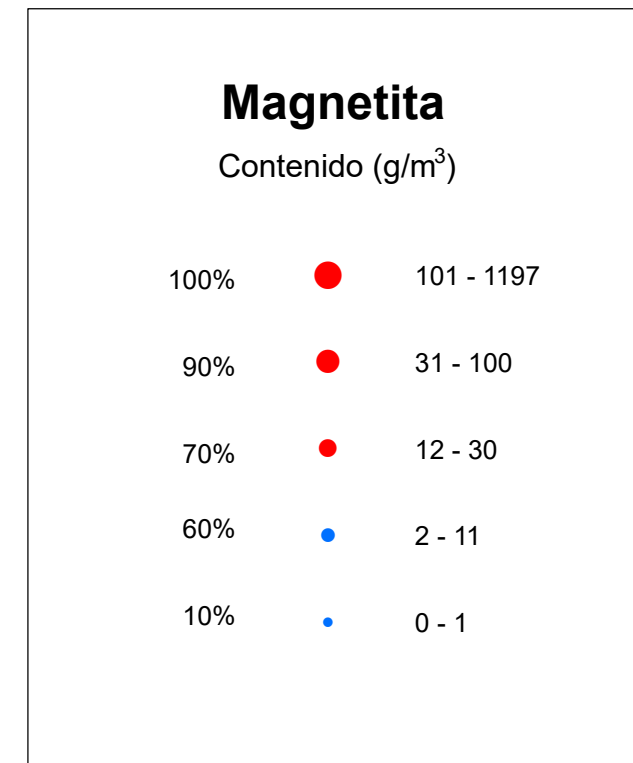 Magnetita
Contenido (g/m³)
100% 101 - 1197
90% 31 - 100
70% 12 - 30
60% 2 - 11
10% 0 - 1